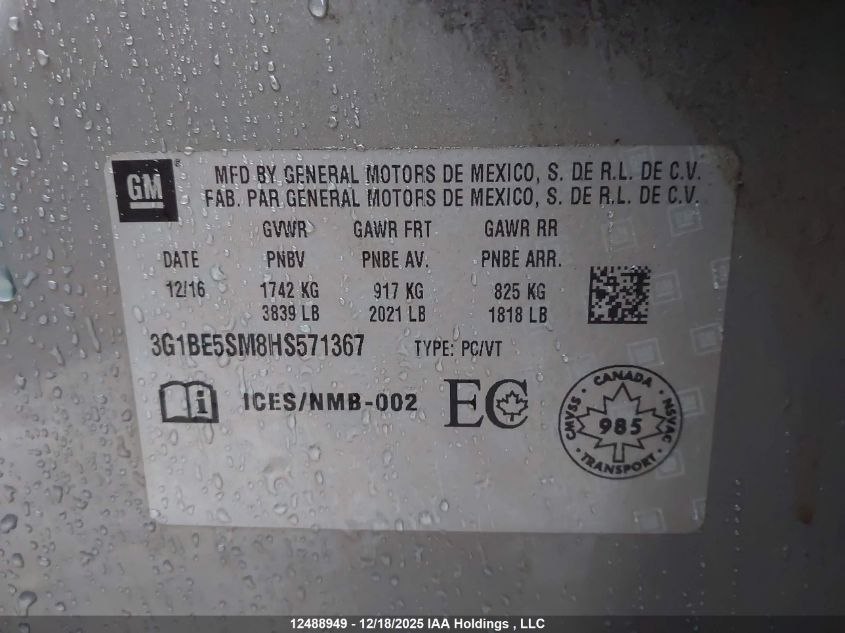 GM
MFD BY GENERAL MOTORS DE MEXICO, S. DE R.L. DE C.V.
FAB. PAR GENERAL MOTORS DE MEXICO, S. DE R.L. DE C.V.
GVWR GAWR FRT GAWR RR
DATE PNBV PNBE AV. PNBE ARR.
12/16 1742 KG 917 KG 825 KG
3839 LB 2021 LB 1818 LB
3G1BE5SM8HS571367 TYPE: PC/VT
ICES/NMB-002 EC
CANADA
CMVSS 985 NSVAC
TRANSPORT
12488949 - 12/18/2025 IAA Holdings , LLC